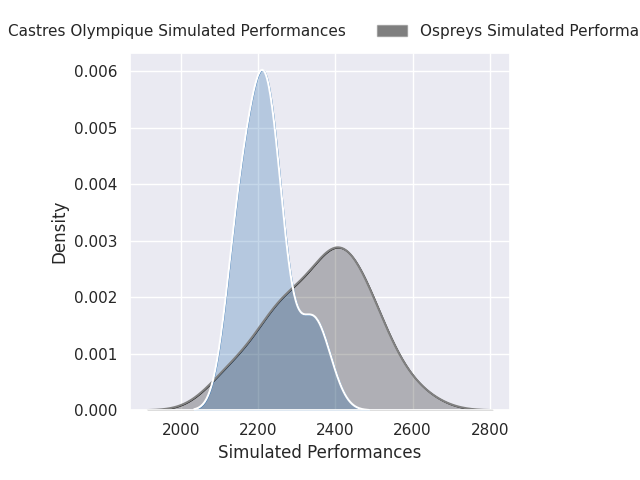 Castres Olympique Simulated Performances
Ospreys Simulated Performa
0.006
0.005
0.004
0.003
0.002
0.001
0.000
Density
2000 2200 2400 2600 2800
Simulated Performances